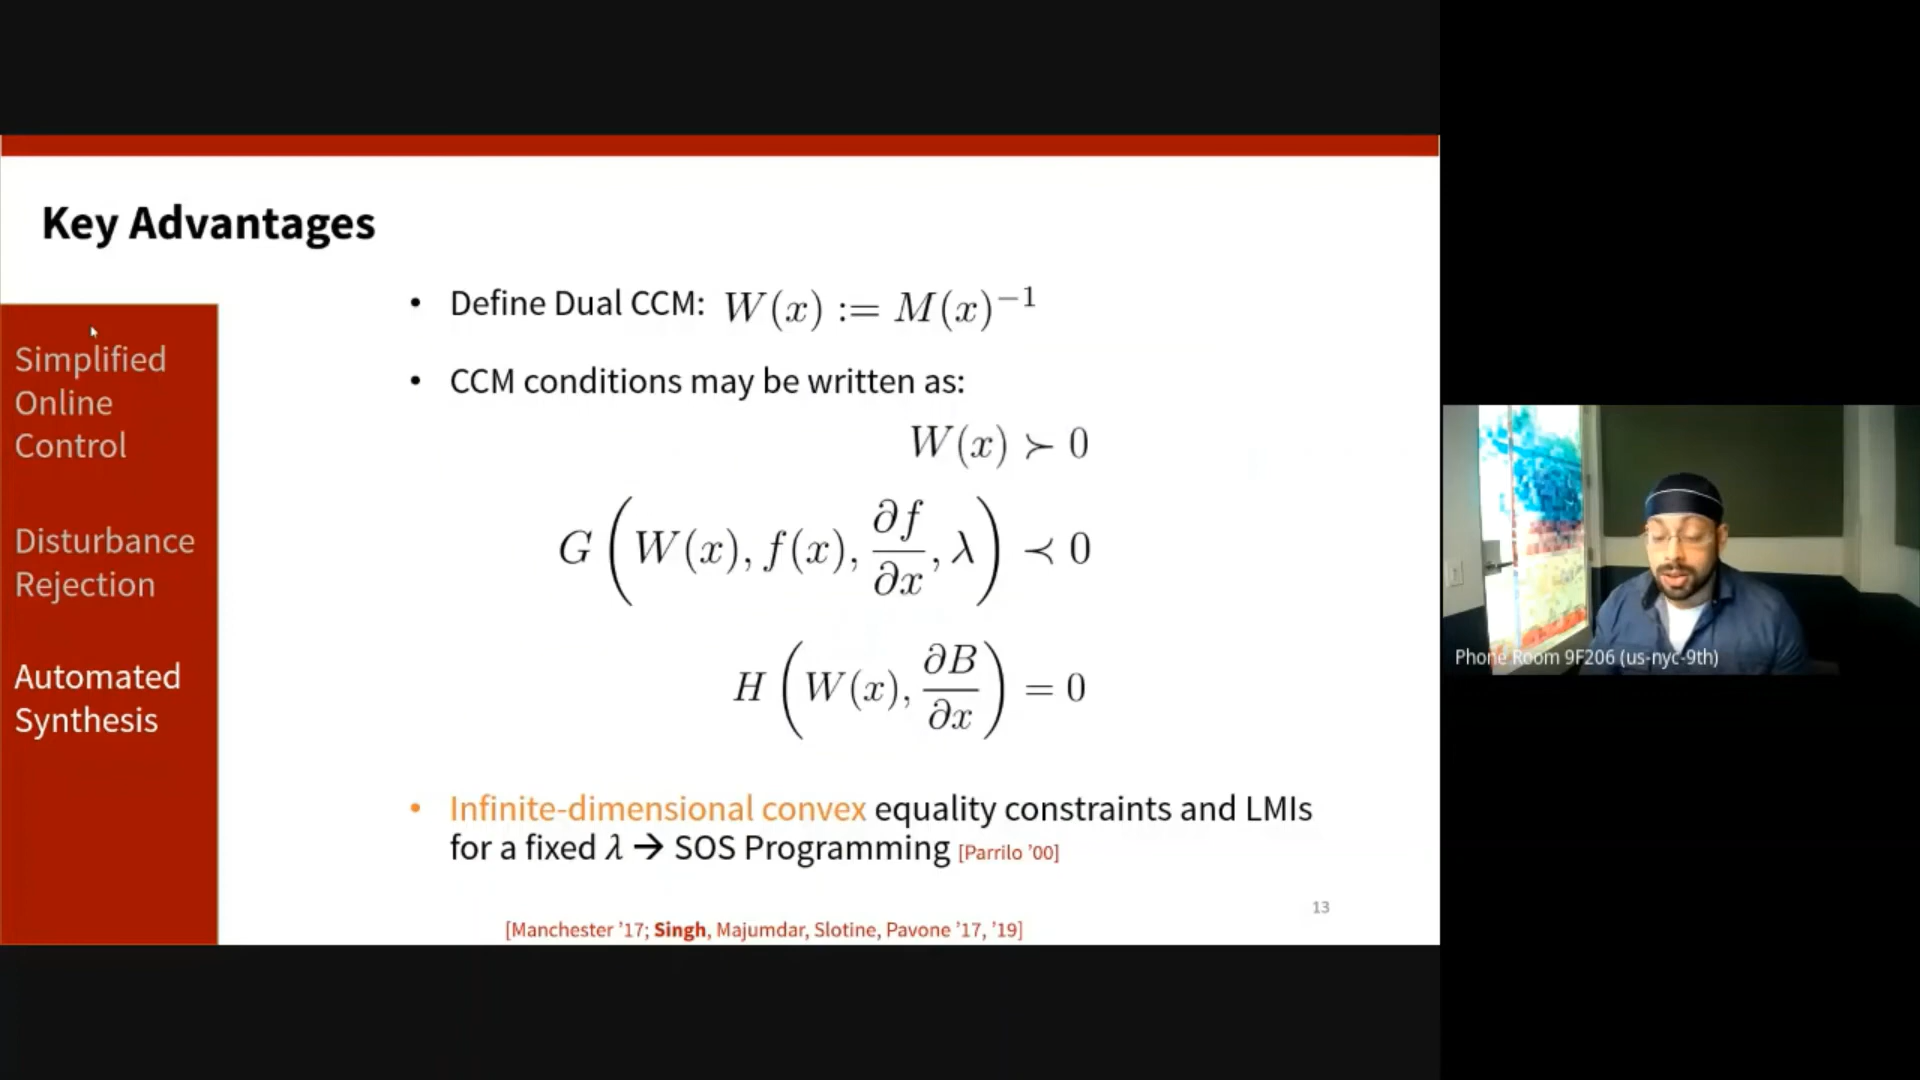 Key Advantages
Simplified
Online
Control
Disturbance
Rejection
Automated
Synthesis
• Define Dual CCM: W(x) := M(x)⁻¹
• CCM conditions may be written as:
W(x) ≻ 0
G(W(x), f(x), ∂f/∂x, λ) ≺ 0
H(W(x), ∂B/∂x) = 0
• Infinite-dimensional convex equality constraints and LMIs
for a fixed λ → SOS Programming [Parrilo ’00]
13
[Manchester ’17; Singh, Majumdar, Slotine, Pavone ’17, ’19]
Phone Room 9F206 (us-nyc-9th)